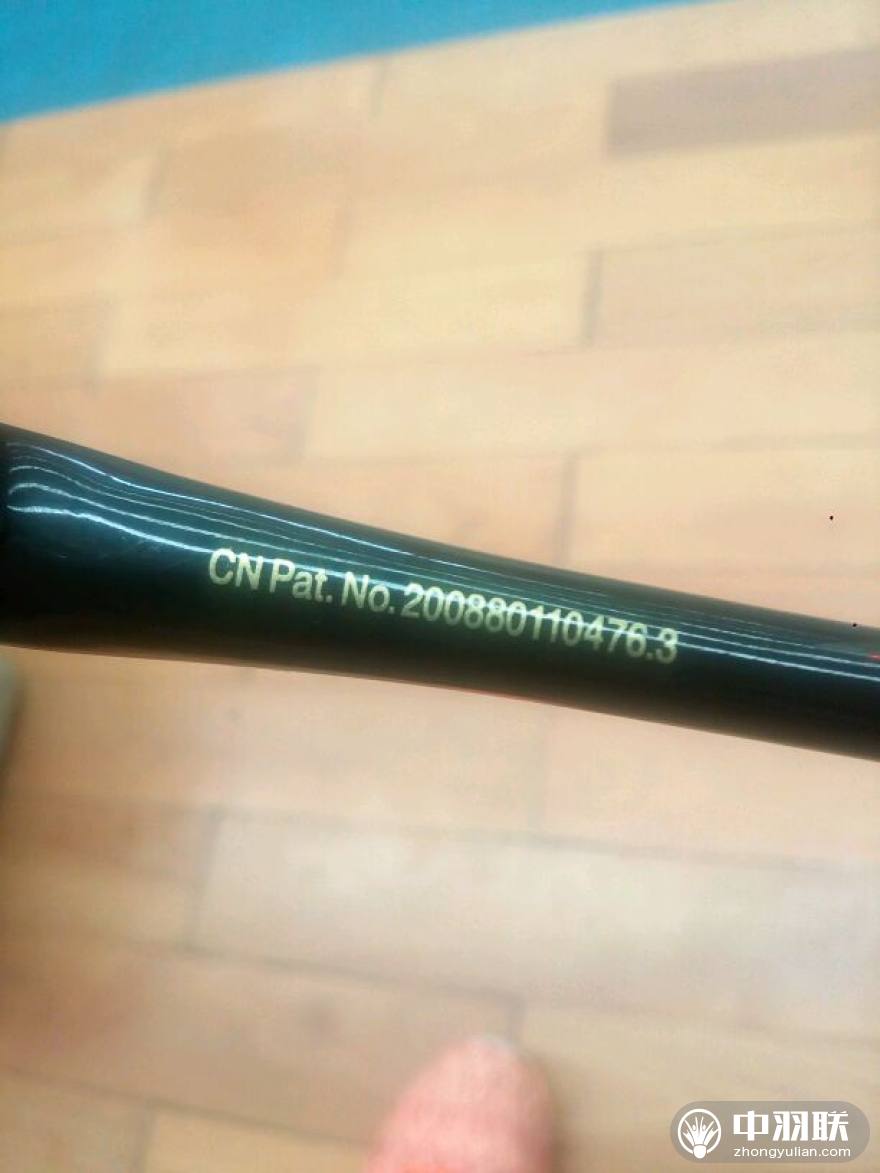 CN Pat. No. 200880110476.3
中羽联
zhongyulian.com